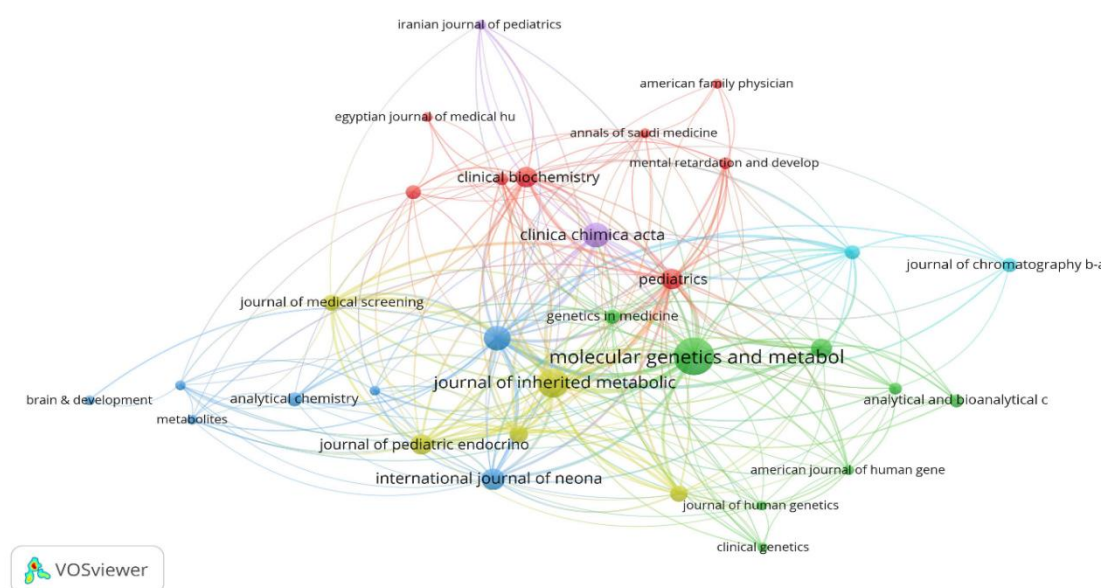 iranian journal of pediatrics
american family physician
egyptian journal of medical hu
annals of saudi medicine
mental retardation and develop
clinical biochemistry
clinica chimica acta
journal of chromatography b-a
pediatrics
journal of medical screening
genetics in medicine
molecular genetics and metabol
journal of inherited metabolic
brain & development
analytical chemistry
analytical and bioanalytical c
metabolites
journal of pediatric endocrino
american journal of human gene
international journal of neona
journal of human genetics
clinical genetics
VOSviewer